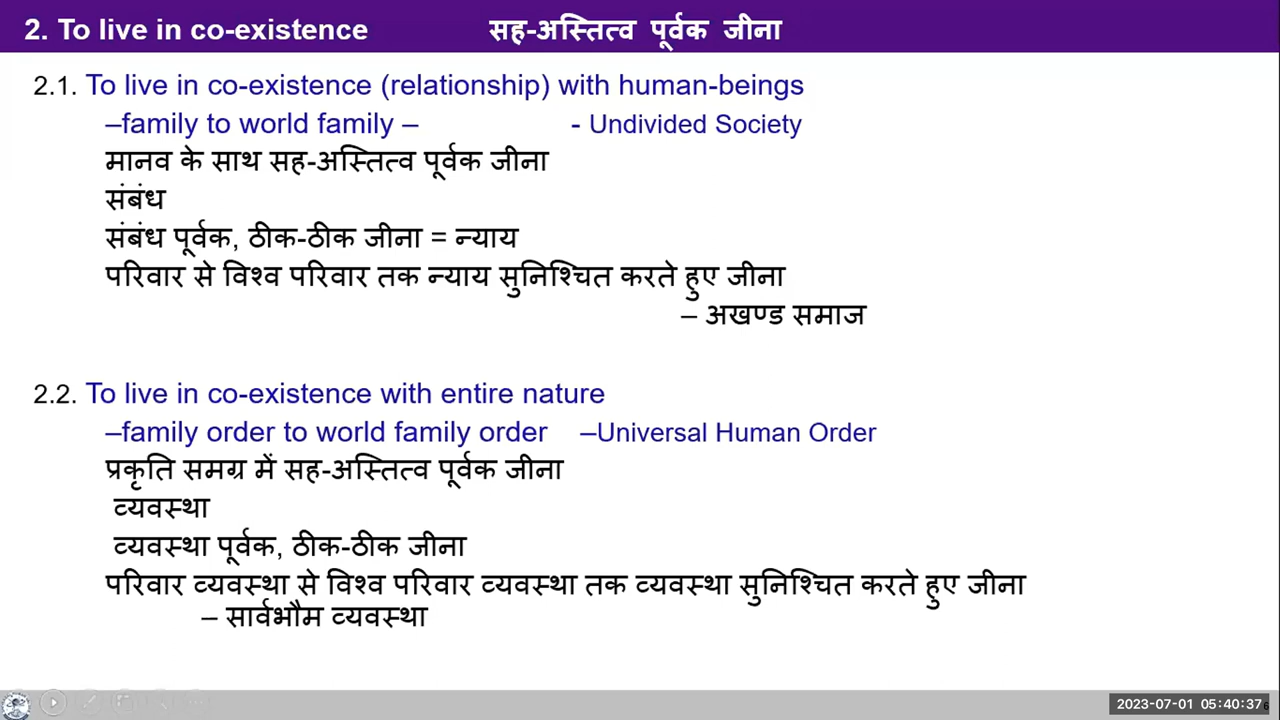 2. To live in co-existence सह-अस्तित्व पूर्वक जीना
2.1. To live in co-existence (relationship) with human-beings
–family to world family – - Undivided Society
मानव के साथ सह-अस्तित्व पूर्वक जीना
संबंध
संबंध पूर्वक, ठीक-ठीक जीना = न्याय
परिवार से विश्व परिवार तक न्याय सुनिश्चित करते हुए जीना
– अखण्ड समाज
2.2. To live in co-existence with entire nature
–family order to world family order –Universal Human Order
प्रकृति समग्र में सह-अस्तित्व पूर्वक जीना
व्यवस्था
व्यवस्था पूर्वक, ठीक-ठीक जीना
परिवार व्यवस्था से विश्व परिवार व्यवस्था तक व्यवस्था सुनिश्चित करते हुए जीना
– सार्वभौम व्यवस्था
2023-07-01 05:40:37
6